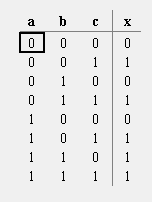 a b c x
0 0 0 0
0 0 1 1
0 1 0 0
0 1 1 1
1 0 0 0
1 0 1 1
1 1 0 1
1 1 1 1